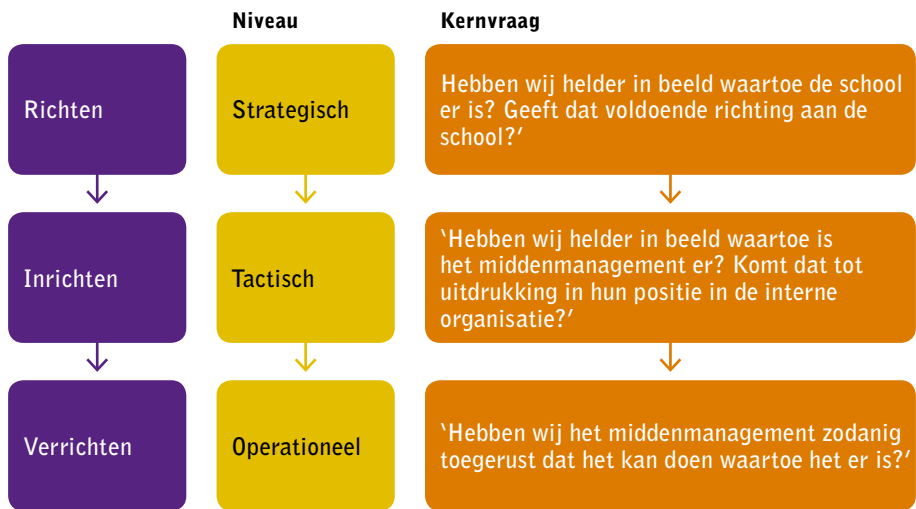 Niveau
Kernvraag
Richten
Strategisch
Hebben wij helder in beeld waartoe de school
er is? Geeft dat voldoende richting aan de
school?’
Inrichten
Tactisch
‘Hebben wij helder in beeld waartoe is
het middenmanagement er? Komt dat tot
uitdrukking in hun positie in de interne
organisatie?’
Verrichten
Operationeel
‘Hebben wij het middenmanagement zodanig
toegerust dat het kan doen waartoe het er is?’